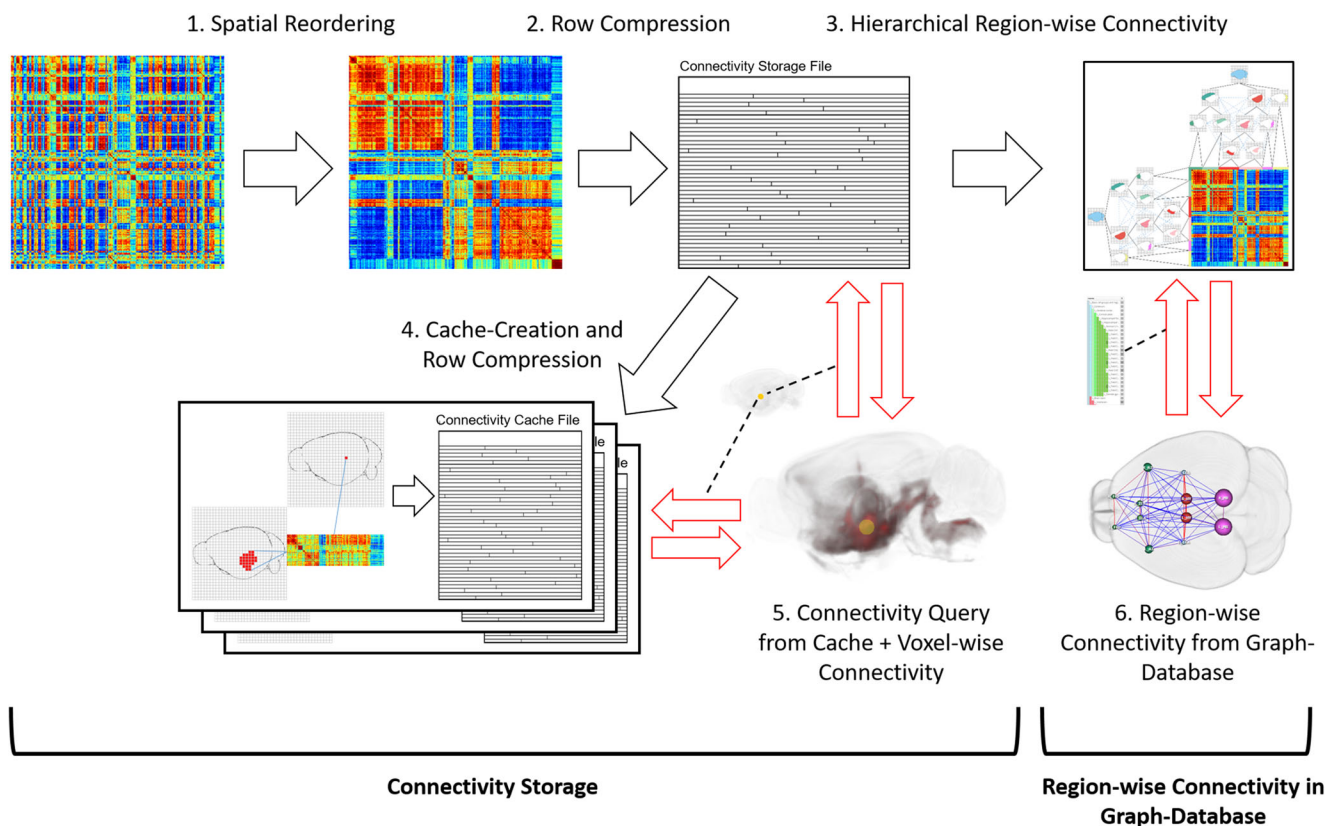 1. Spatial Reordering
2. Row Compression
3. Hierarchical Region-wise Connectivity
Connectivity Storage File
4. Cache-Creation and
Row Compression
Connectivity Cache File
le
le
5. Connectivity Query
from Cache + Voxel-wise
Connectivity
6. Region-wise
Connectivity from Graph-
Database
Connectivity Storage
Region-wise Connectivity in
Graph-Database